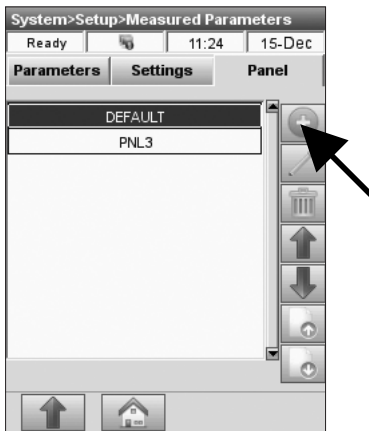 System>Setup>Measured Parameters
Ready 11:24 15-Dec
Parameters Settings Panel
DEFAULT
PNL3